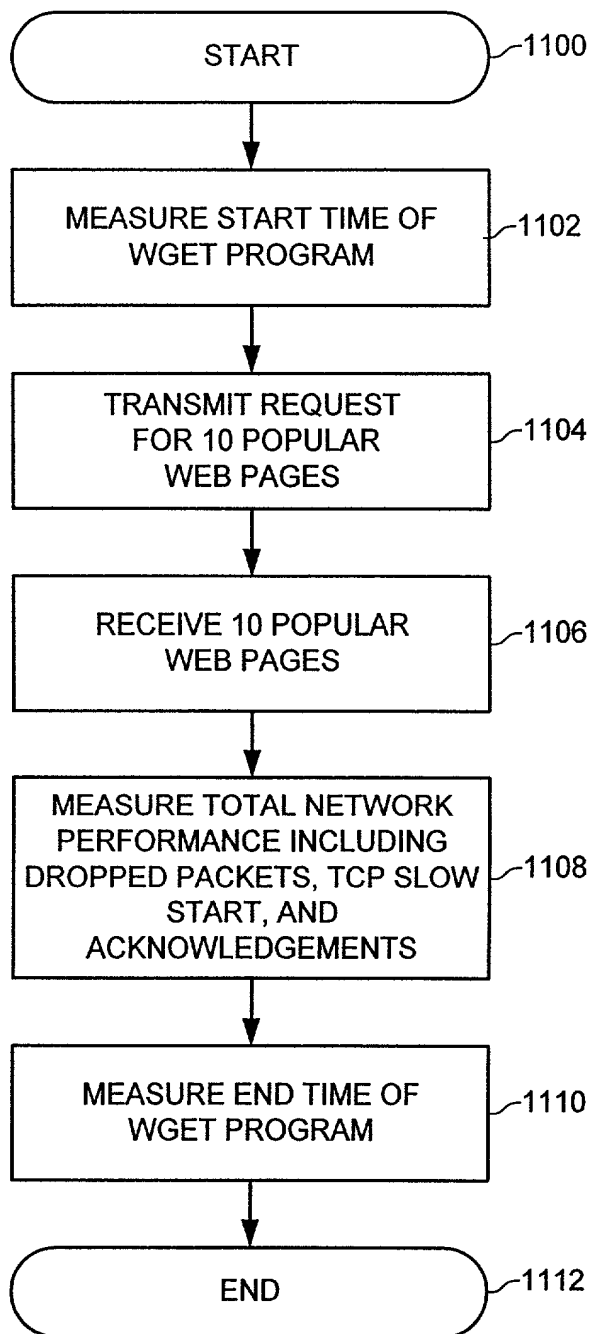 START
1100
MEASURE START TIME OF
WGET PROGRAM
1102
TRANSMIT REQUEST
FOR 10 POPULAR
WEB PAGES
1104
RECEIVE 10 POPULAR
WEB PAGES
1106
MEASURE TOTAL NETWORK
PERFORMANCE INCLUDING
DROPPED PACKETS, TCP SLOW
START, AND
ACKNOWLEDGEMENTS
1108
MEASURE END TIME OF
WGET PROGRAM
1110
END
1112